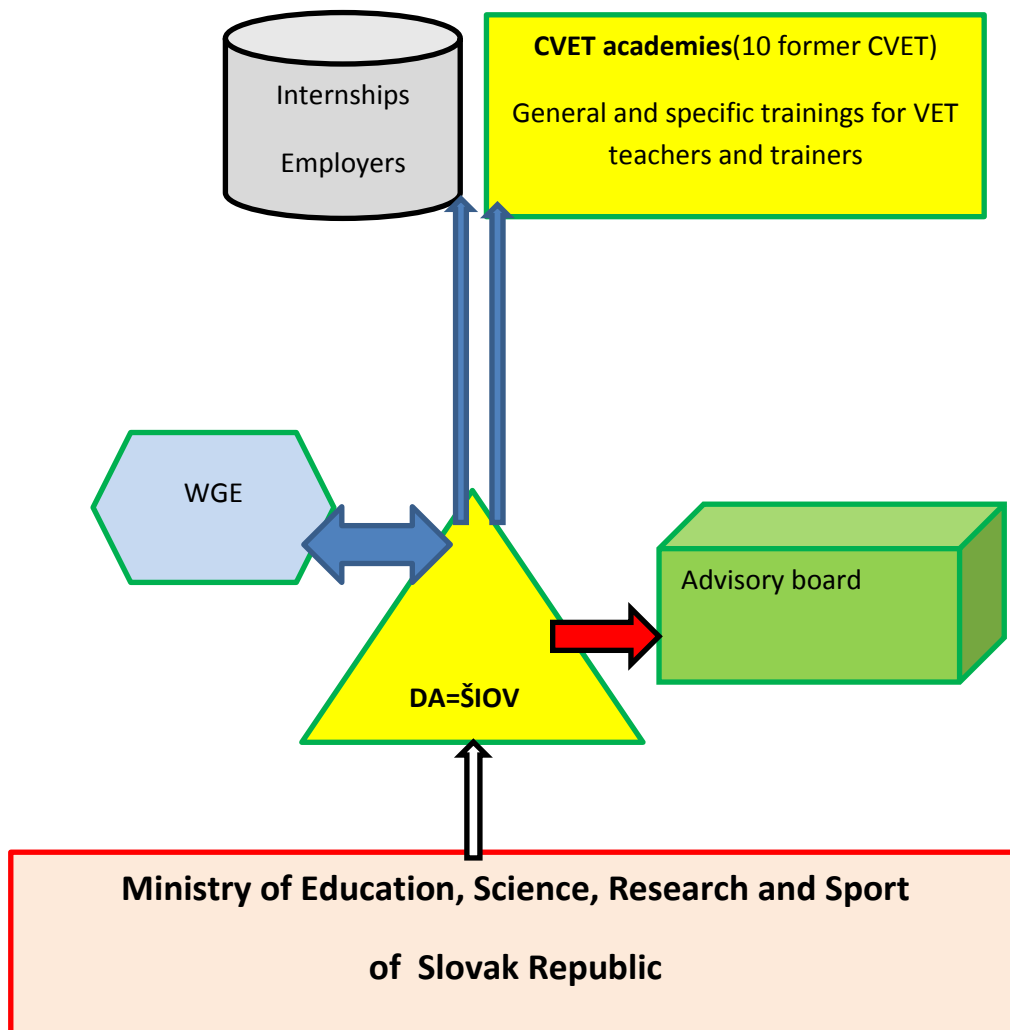 Internships
Employers
CVET academies(10 former CVET)
General and specific trainings for VET
teachers and trainers
WGE
Advisory board
DA=ŠIOV
Ministry of Education, Science, Research and Sport
of Slovak Republic